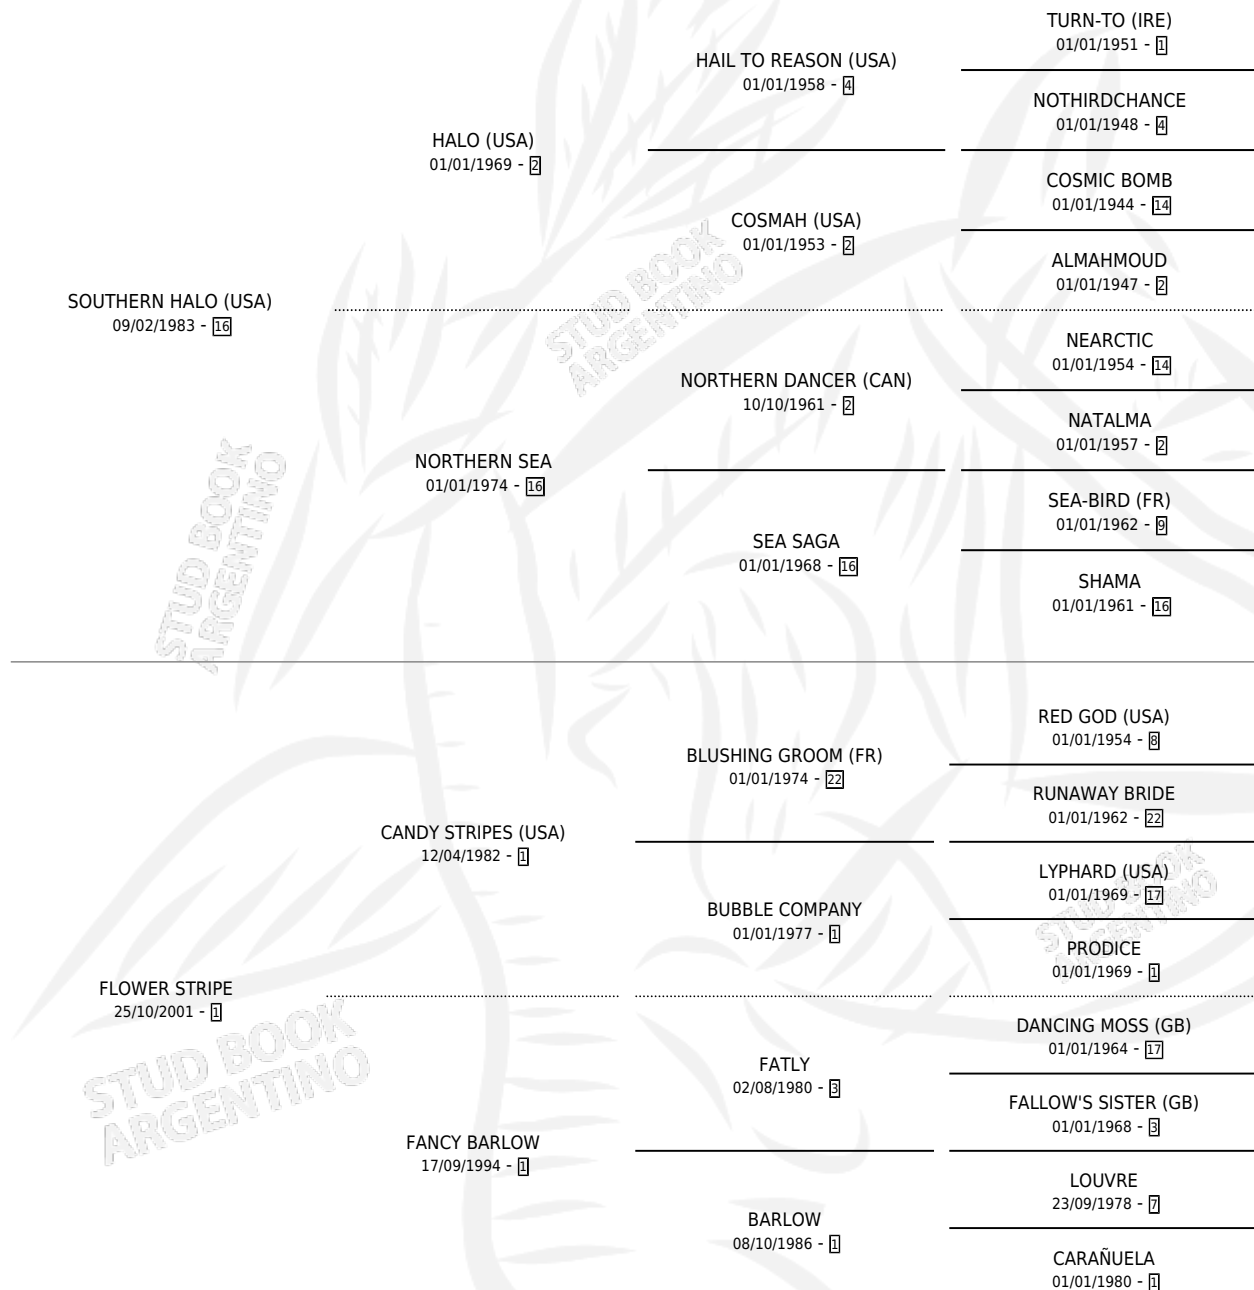 TURN-TO (IRE)
01/01/1951 - 1
HAIL TO REASON (USA)
01/01/1958 - 4
NOTHIRDCHANCE
01/01/1948 - 4
HALO (USA)
01/01/1969 - 2
COSMIC BOMB
01/01/1944 - 14
COSMAH (USA)
01/01/1953 - 2
ALMAHMOUD
01/01/1947 - 2
SOUTHERN HALO (USA)
09/02/1983 - 16
NEARCTIC
01/01/1954 - 14
NORTHERN DANCER (CAN)
10/10/1961 - 2
NATALMA
01/01/1957 - 2
NORTHERN SEA
01/01/1974 - 16
SEA-BIRD (FR)
01/01/1962 - 9
SEA SAGA
01/01/1968 - 16
SHAMA
01/01/1961 - 16
RED GOD (USA)
01/01/1954 - 8
BLUSHING GROOM (FR)
01/01/1974 - 22
RUNAWAY BRIDE
01/01/1962 - 22
CANDY STRIPES (USA)
12/04/1982 - 1
LYPHARD (USA)
01/01/1969 - 17
BUBBLE COMPANY
01/01/1977 - 1
PRODICE
01/01/1969 - 1
FLOWER STRIPE
25/10/2001 - 1
DANCING MOSS (GB)
01/01/1964 - 17
FATLY
02/08/1980 - 3
FALLOW'S SISTER (GB)
01/01/1968 - 3
FANCY BARLOW
17/09/1994 - 1
LOUVRE
23/09/1978 - 7
BARLOW
08/10/1986 - 1
CARAÑUELA
01/01/1980 - 1
STUD BOOK
ARGENTINO
STUD BOOK
ARGENTINO
STUD BOOK
ARGENTINO
STUD BOOK
ARGENTINO